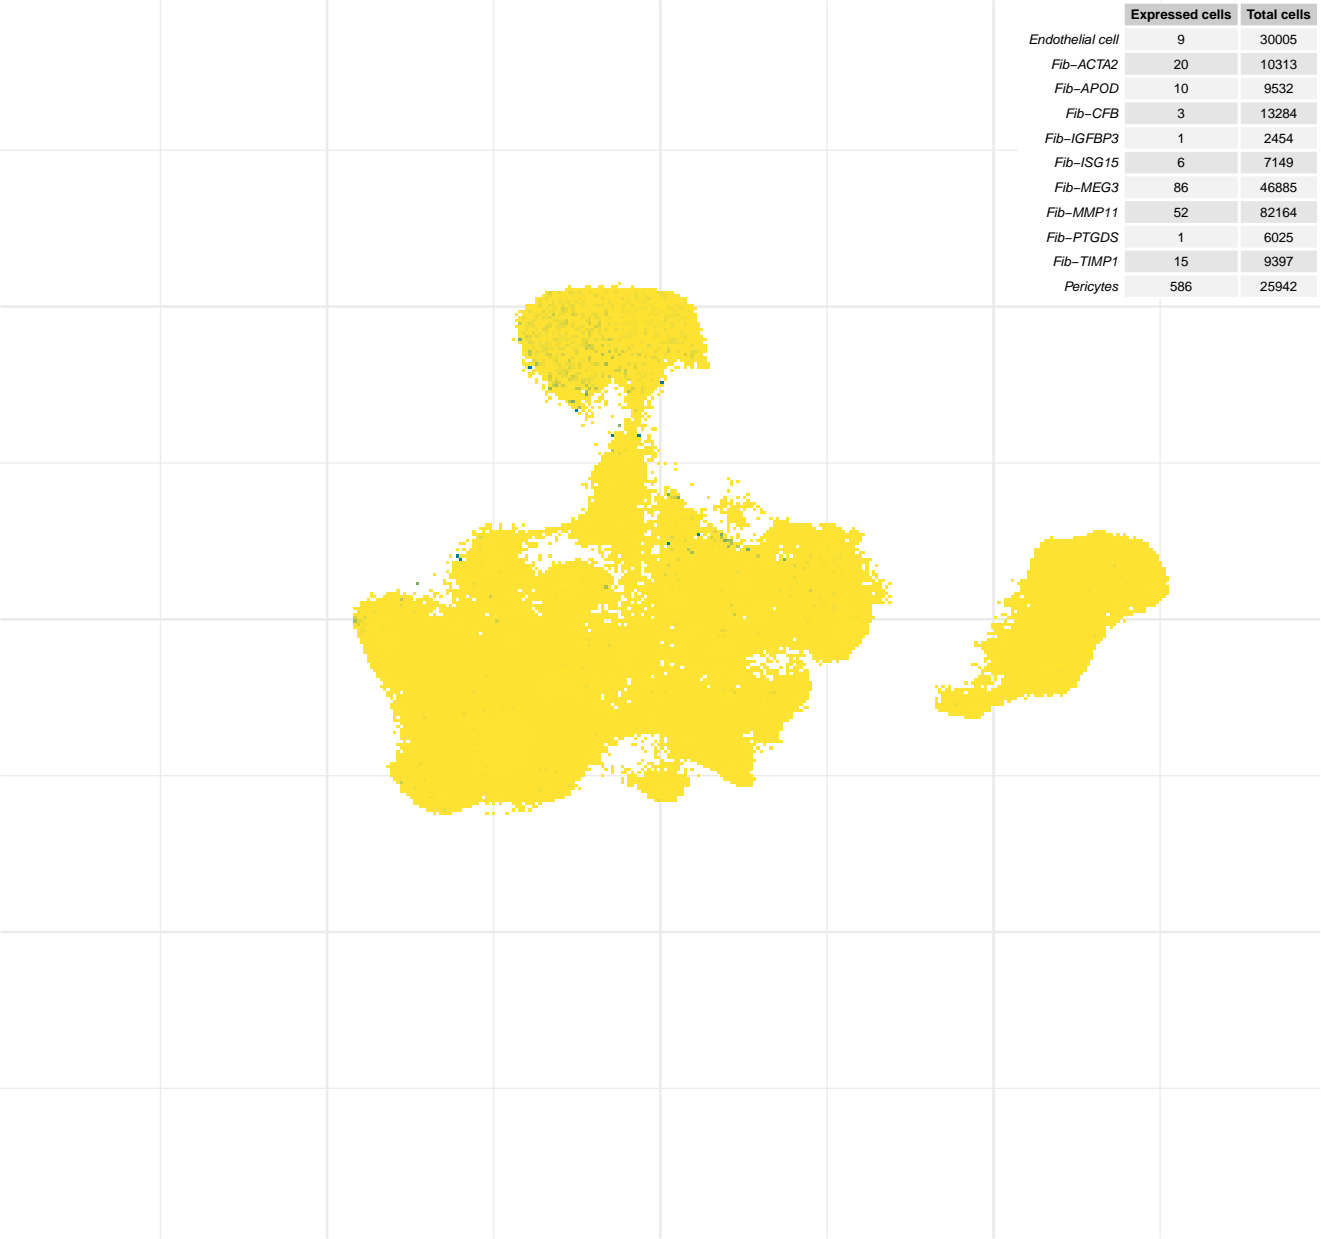 Expressed cells Total cells
Endothelial cell 9 30005
Fib−ACTA2 20 10313
Fib−APOD 10 9532
Fib−CFB 3 13284
Fib−IGFBP3 1 2454
Fib−ISG15 6 7149
Fib−MEG3 86 46885
Fib−MMP11 52 82164
Fib−PTGDS 1 6025
Fib−TIMP1 15 9397
Pericytes 586 25942